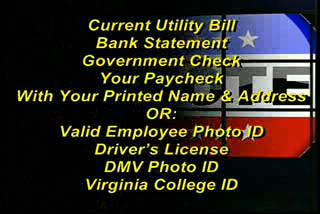 Current Utility Bill
Bank Statement
Government Check
Your Paycheck
With Your Printed Name & Address
OR:
Valid Employee Photo ID
Driver's License
DMV Photo ID
Virginia College ID